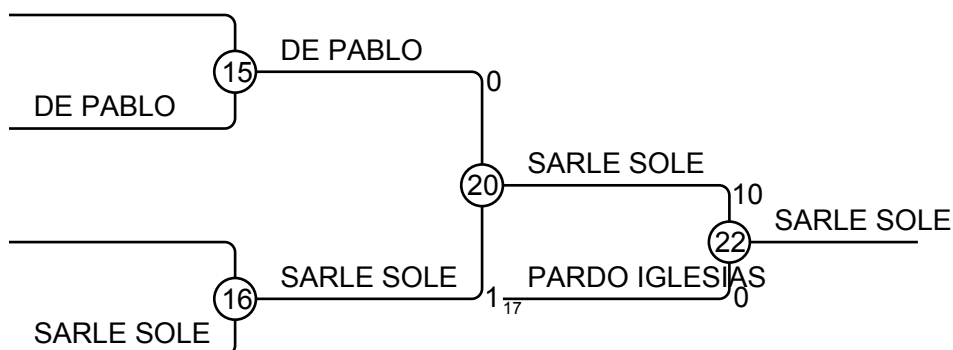 DE PABLO
15
0
DE PABLO
SARLE SOLE
20
10
SARLE SOLE
22
SARLE SOLE
PARDO IGLESIAS
16
1
17
0
SARLE SOLE